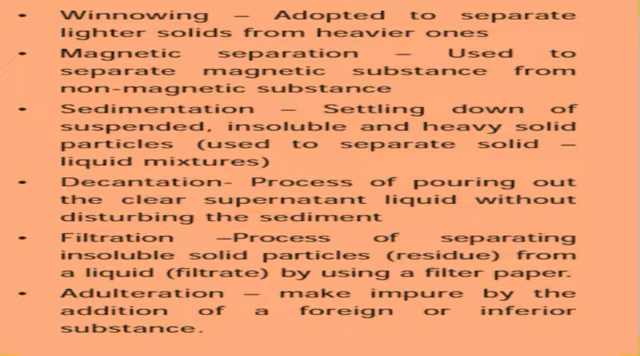 • Winnowing – Adopted to separate
lighter solids from heavier ones
• Magnetic separation – Used to
separate magnetic substance from
non-magnetic substance
• Sedimentation – Settling down of
suspended, insoluble and heavy solid
particles (used to separate solid –
liquid mixtures)
• Decantation- Process of pouring out
the clear supernatant liquid without
disturbing the sediment
• Filtration –Process of separating
insoluble solid particles (residue) from
a liquid (filtrate) by using a filter paper.
• Adulteration – make impure by the
addition of a foreign or inferior
substance.